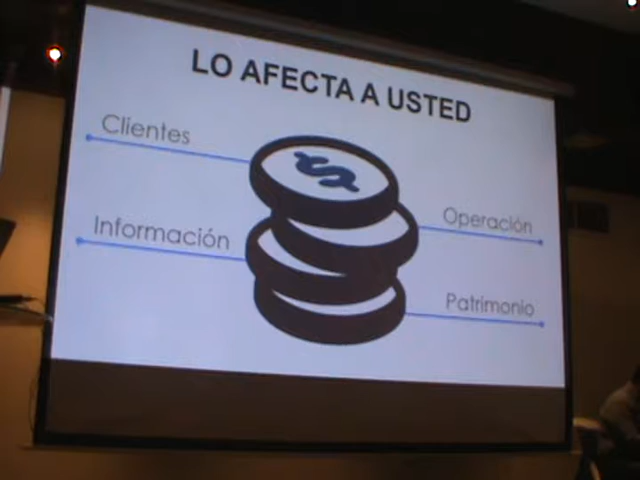 LO AFECTA A USTED
Clientes
Operación
Información
Patrimonio
$